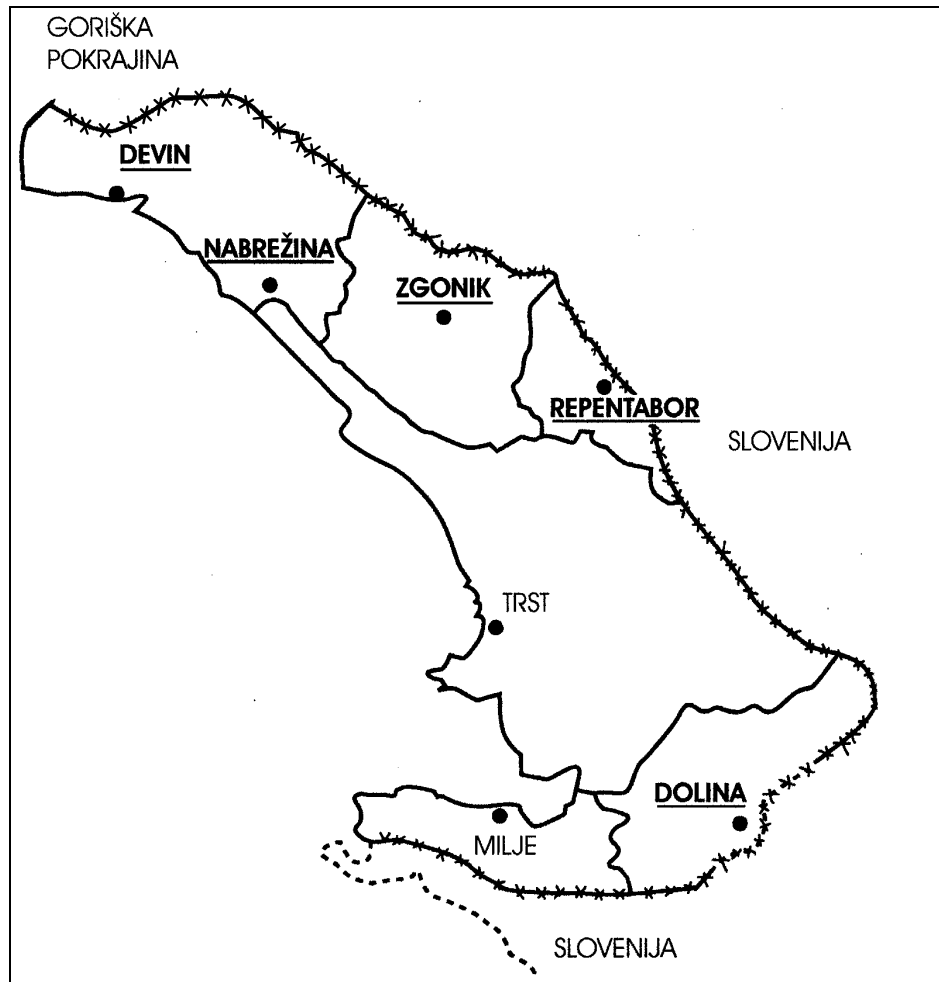 GORIŠKA
POKRAJINA
DEVIN
NABREŽINA
ZGONIK
REPENTABOR
SLOVENIJA
TRST
DOLINA
MILJE
SLOVENIJA